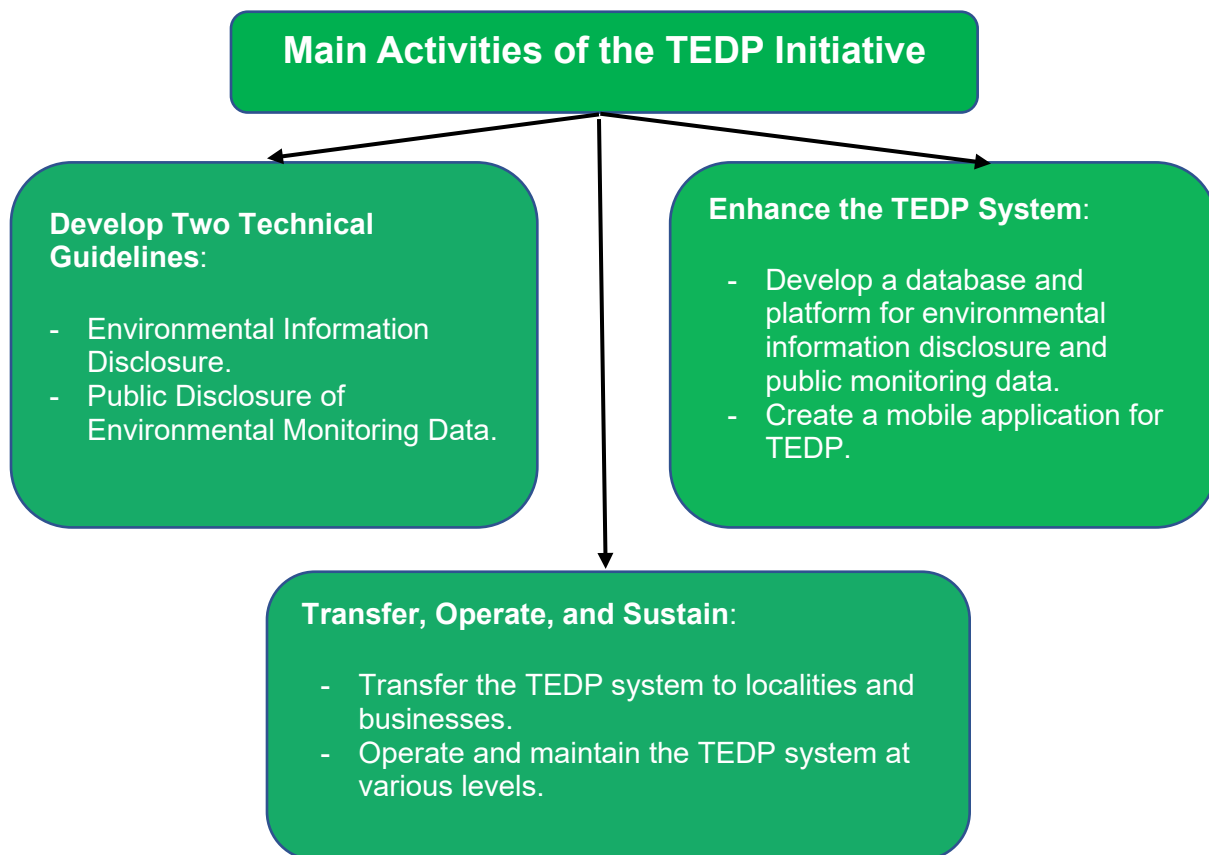 Main Activities of the TEDP Initiative
Develop Two Technical
Guidelines:
- Environmental Information
Disclosure.
- Public Disclosure of
Environmental Monitoring Data.
Enhance the TEDP System:
- Develop a database and
platform for environmental
information disclosure and
public monitoring data.
- Create a mobile application for
TEDP.
Transfer, Operate, and Sustain:
- Transfer the TEDP system to localities and
businesses.
- Operate and maintain the TEDP system at
various levels.